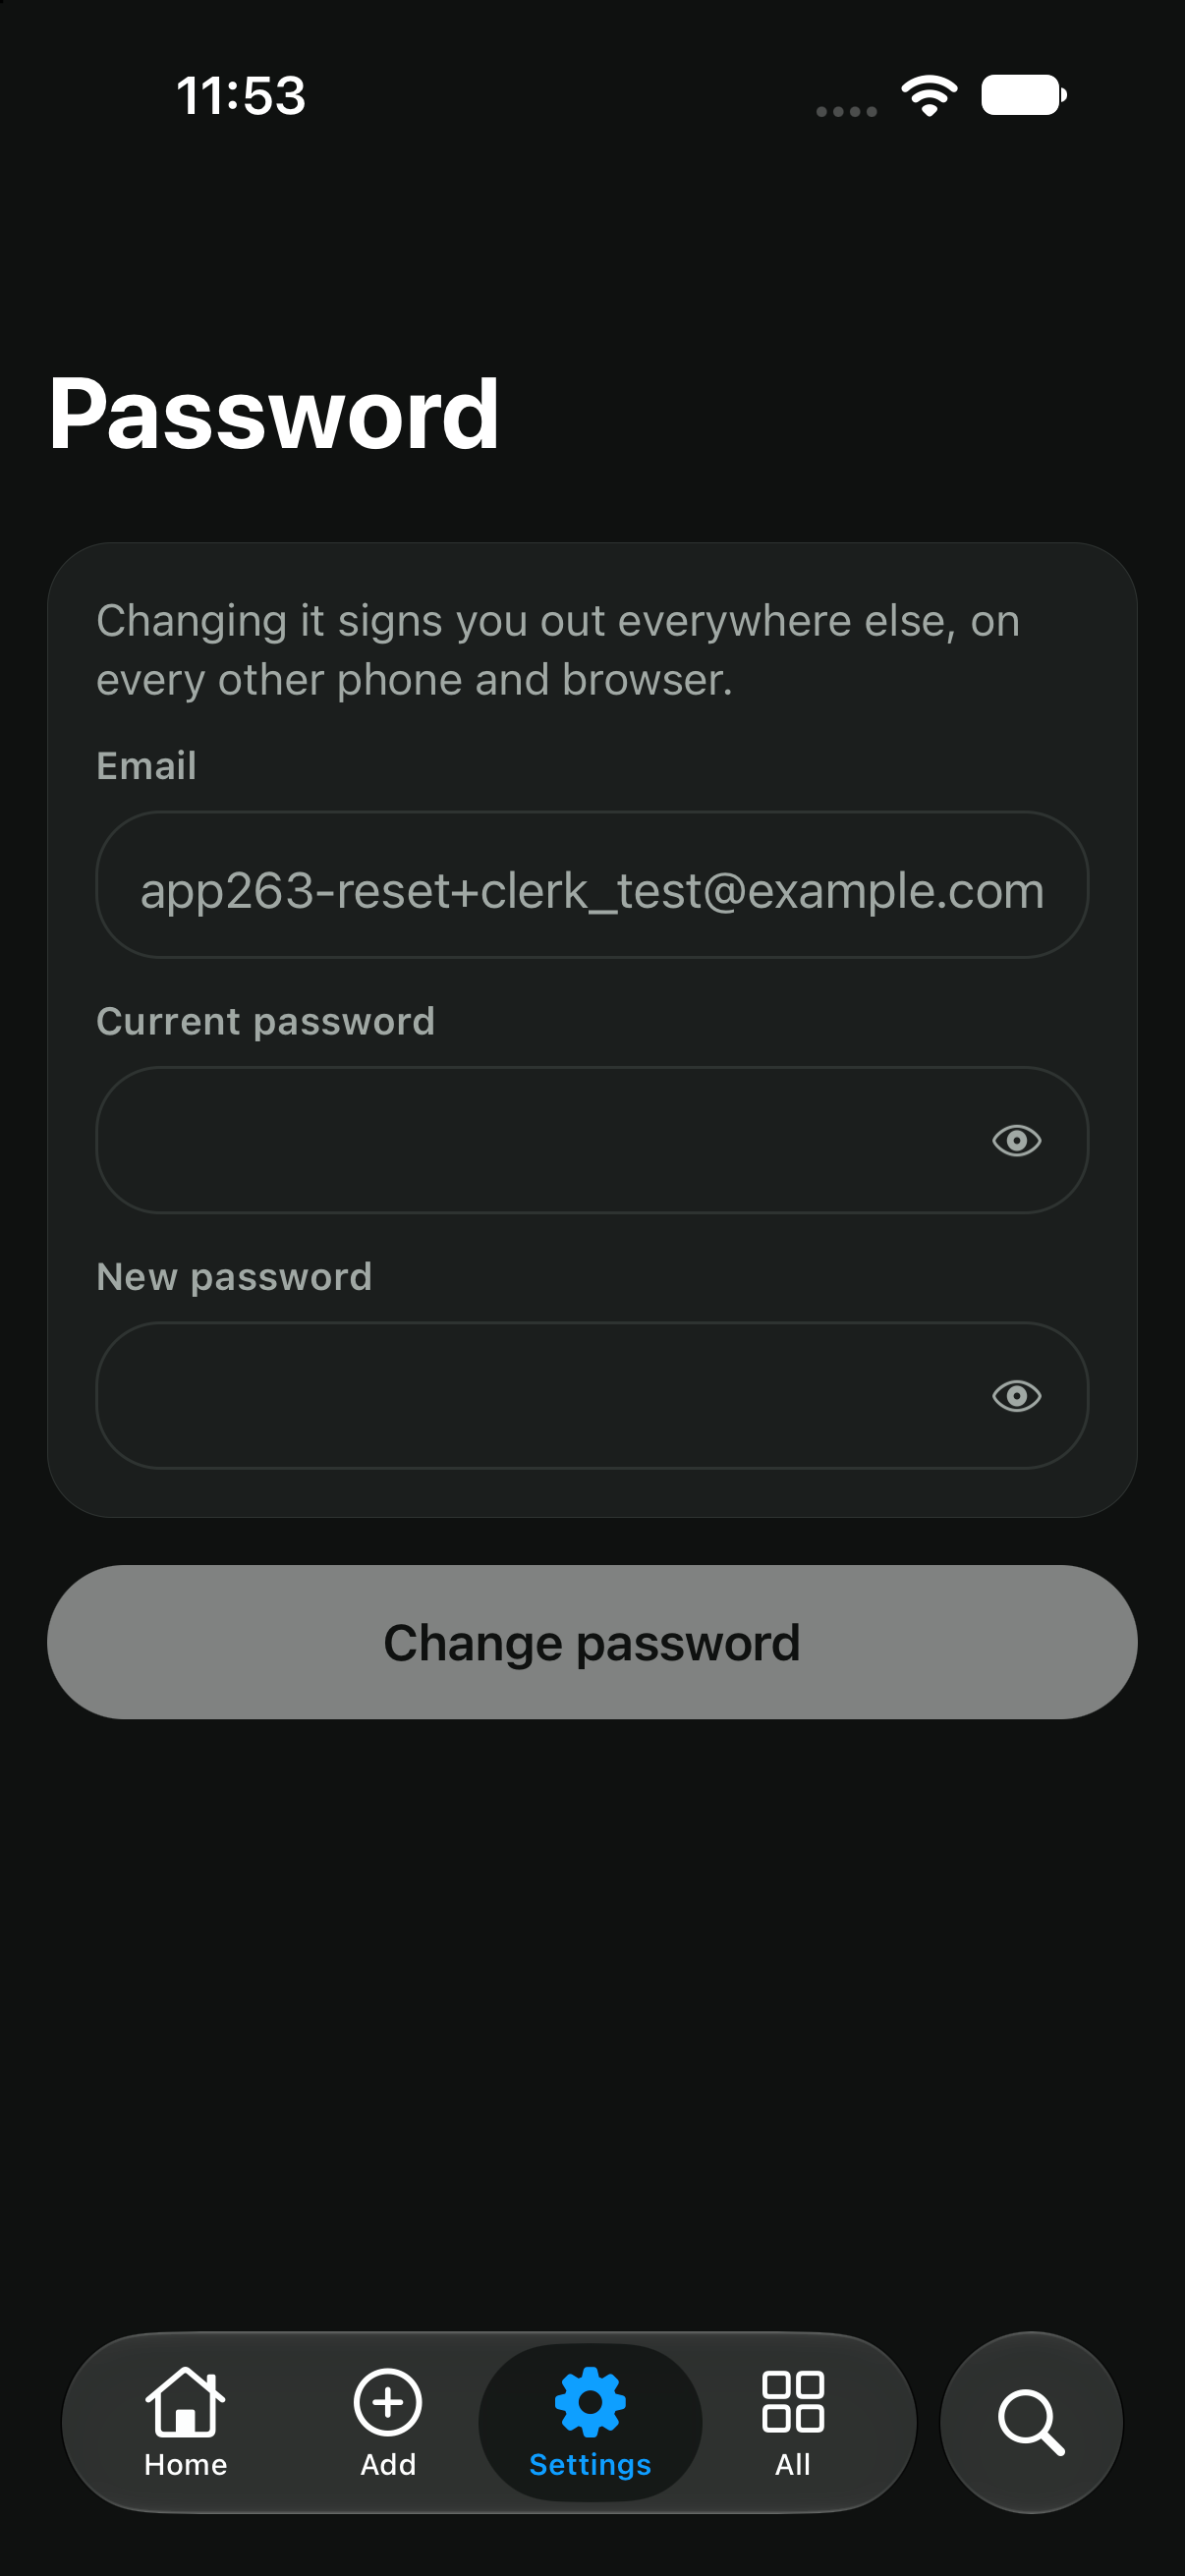 11:53
Password
Changing it signs you out everywhere else, on
every other phone and browser.
Email
app263-reset+clerk_test@example.com
Current password
New password
Change password
Home
Add
Settings
All